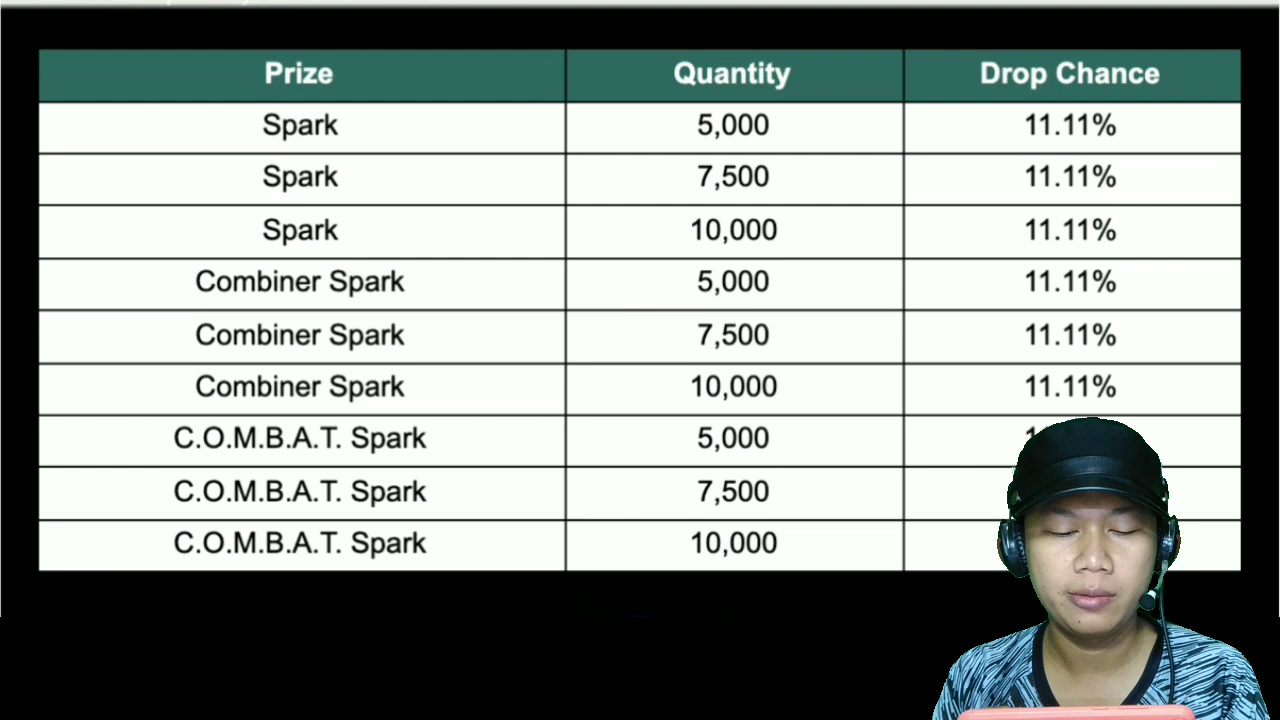 Prize Quantity Drop Chance
Spark 5,000 11.11%
Spark 7,500 11.11%
Spark 10,000 11.11%
Combiner Spark 5,000 11.11%
Combiner Spark 7,500 11.11%
Combiner Spark 10,000 11.11%
C.O.M.B.A.T. Spark 5,000
C.O.M.B.A.T. Spark 7,500
C.O.M.B.A.T. Spark 10,000